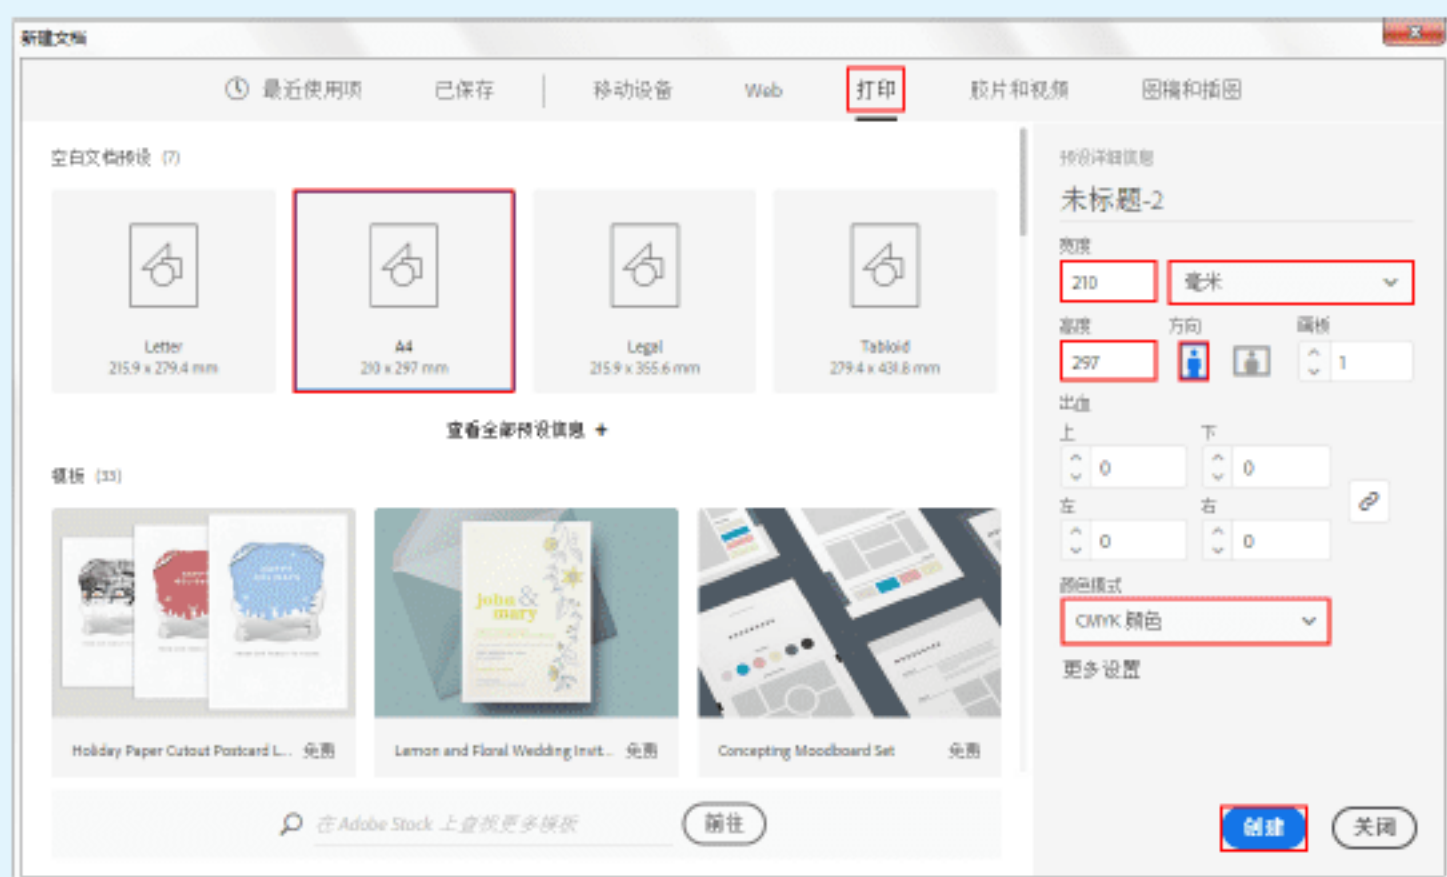 新建文档
最近使用项 已保存 移动设备 Web 打印 胶片和视频 图稿和插图
空白文档预设 (7)
Letter
215.9 x 279.4 mm
A4
210 x 297 mm
Legal
215.9 x 355.6 mm
Tabloid
279.4 x 431.8 mm
查看全部预设信息 +
模板 (33)
john &
mary
Holiday Paper Cutout Postcard L... 免费
Lemon and Floral Wedding Invit... 免费
Concepting Moodboard Set 免费
在 Adobe Stock 上查找更多模板
前往
预设详细信息
未标题-2
宽度
210 毫米
高度 方向 画板
297 1
出血
上 下
0 0
左 右
0 0
颜色模式
CMYK 颜色
更多设置
创建 关闭